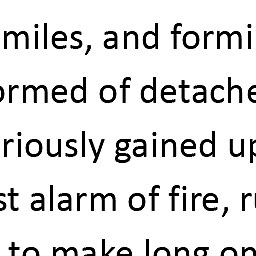 miles, and formi
ormed of detache
riously gained up
st alarm of fire, ru
to make long on